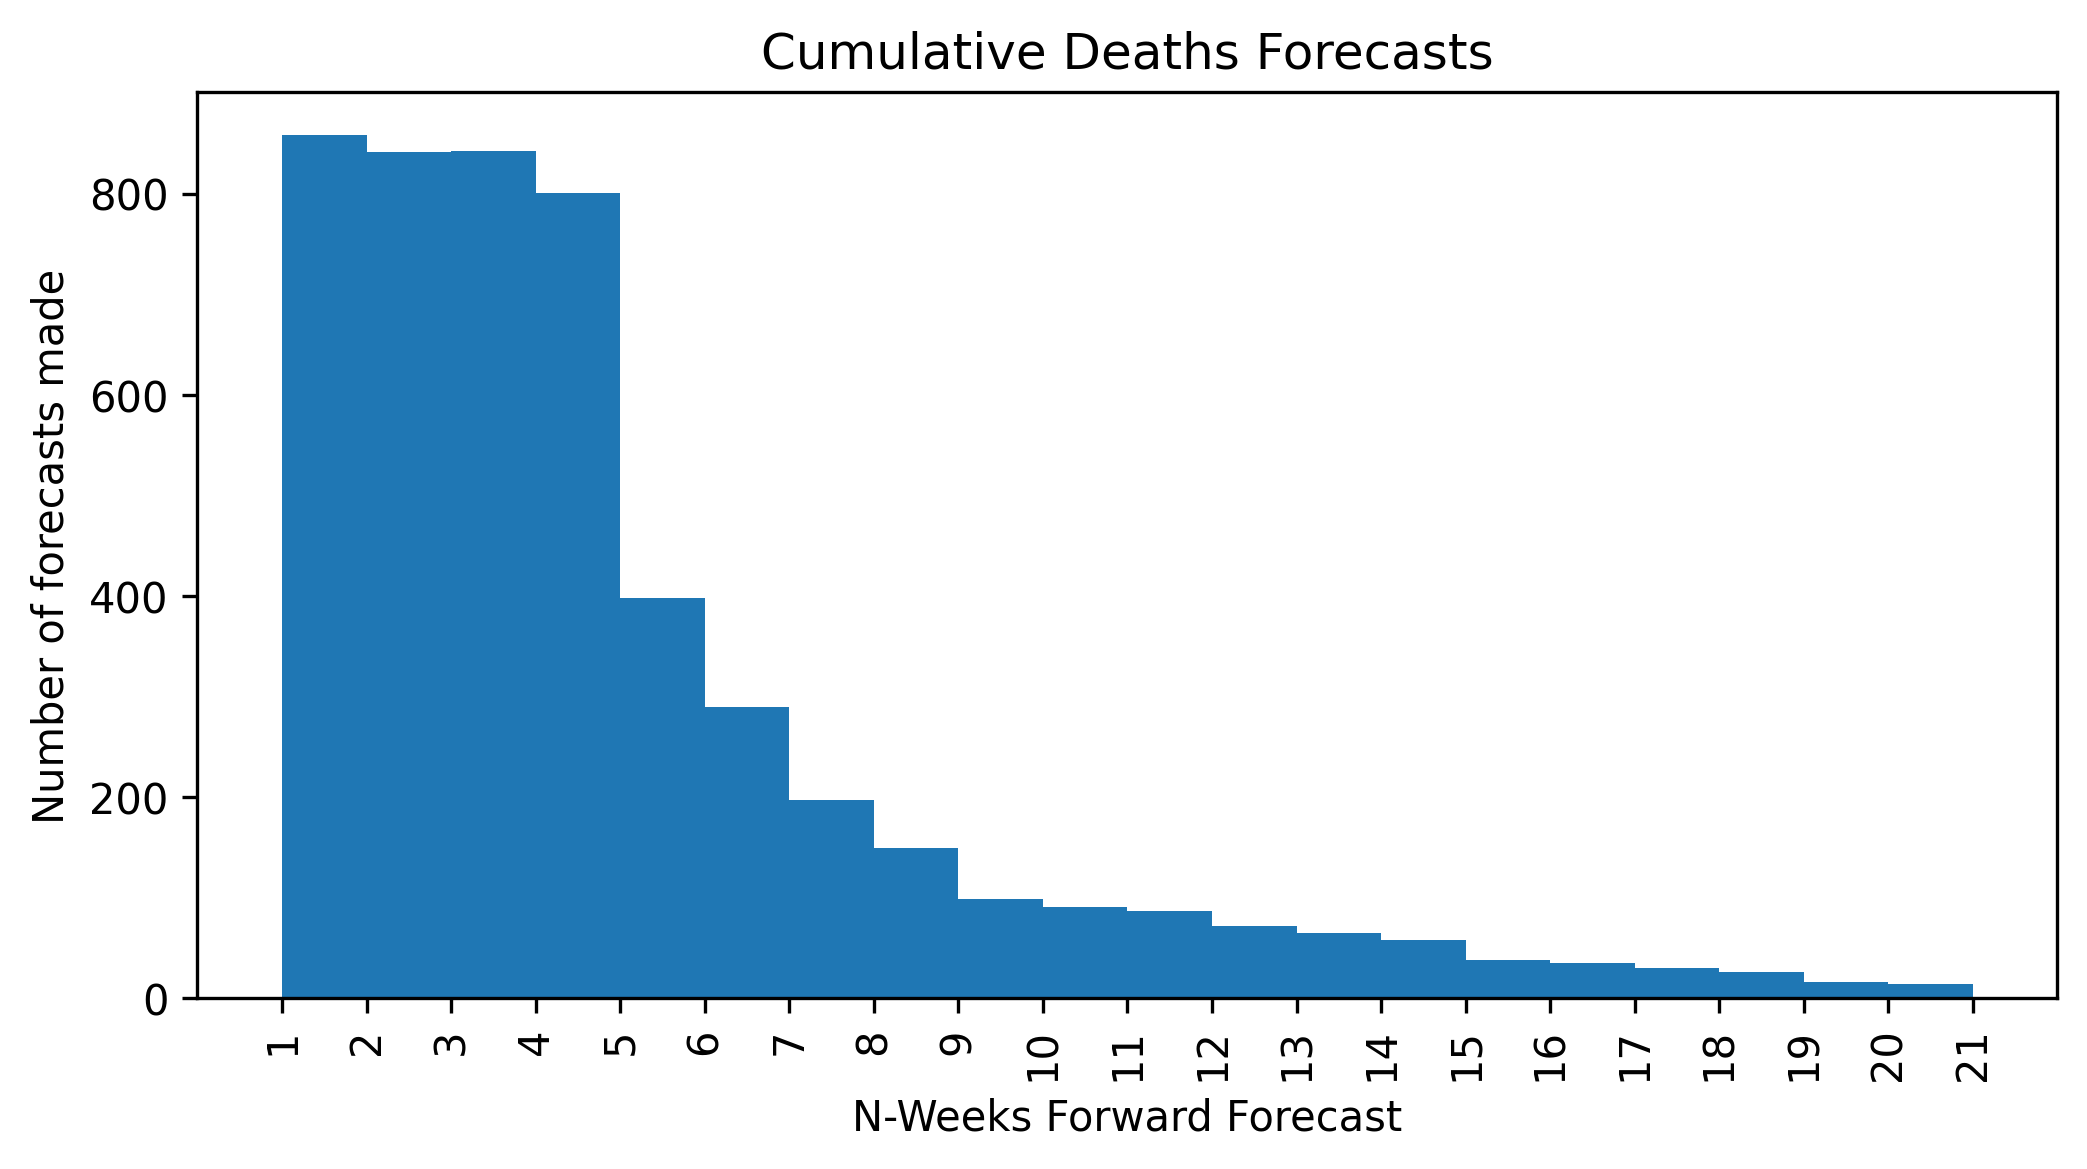 Cumulative Deaths Forecasts
Number of forecasts made
800
600
400
200
0
1 2 3 4 5 6 7 8 9 10 11 12 13 14 15 16 17 18 19 20 21
N-Weeks Forward Forecast